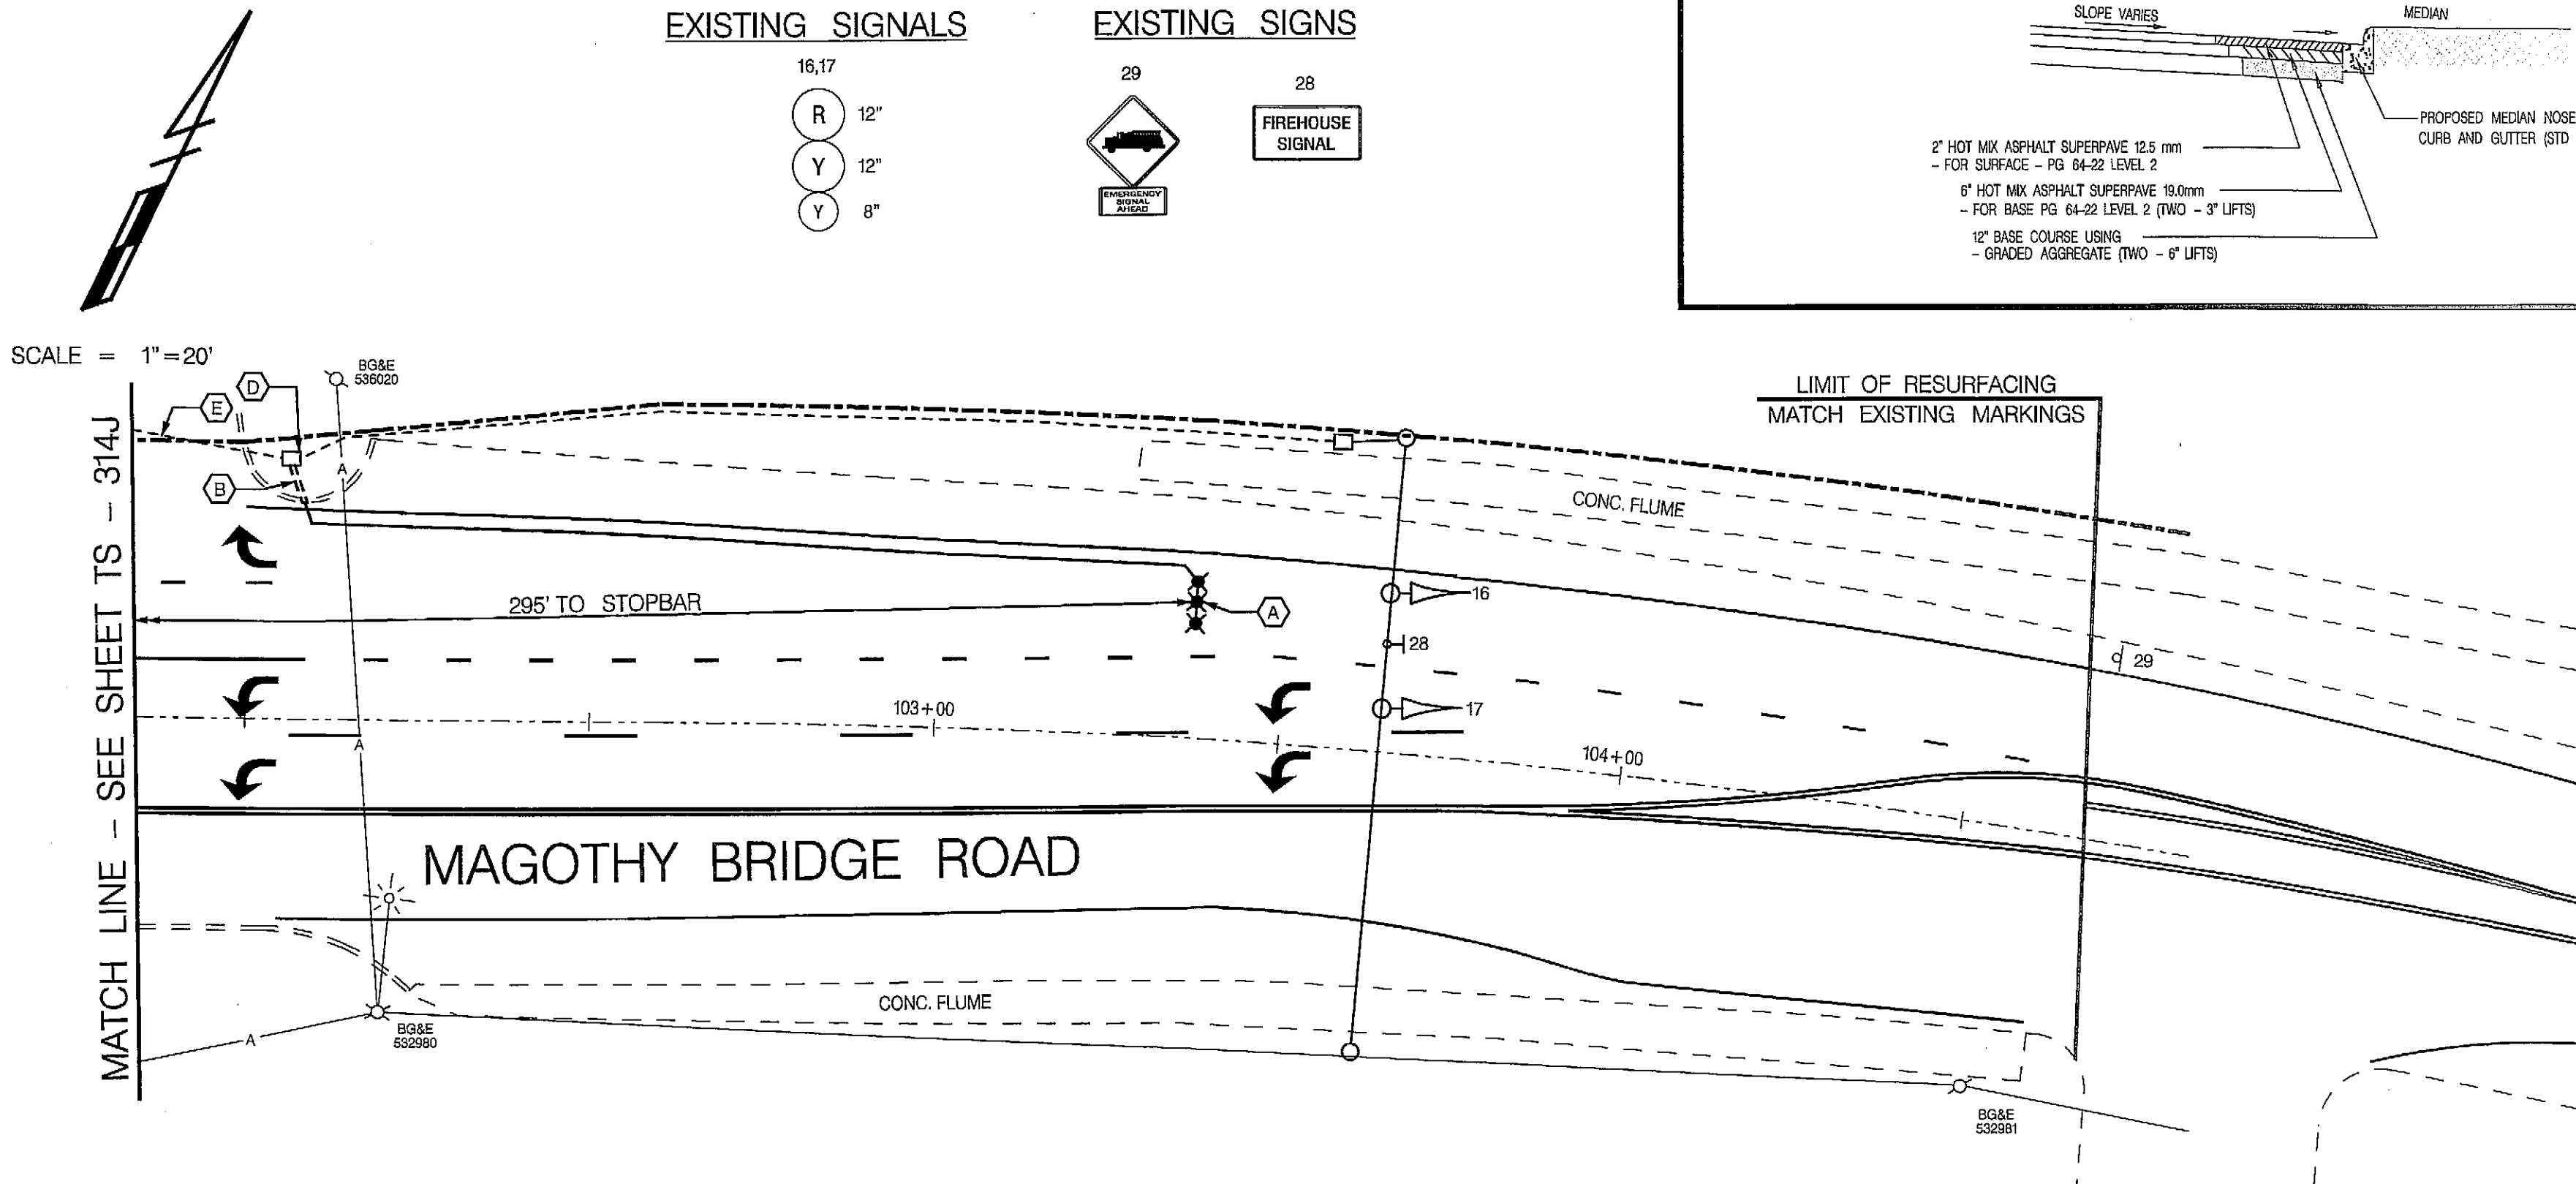 EXISTING SIGNALS
16,17
R 12"
Y 12"
Y 8"
EXISTING SIGNS
29
EMERGENCY
SIGNAL
AHEAD
28
FIREHOUSE
SIGNAL
SLOPE VARIES
MEDIAN
PROPOSED MEDIAN NOSE
CURB AND GUTTER (STD
2" HOT MIX ASPHALT SUPERPAVE 12.5 mm
- FOR SURFACE - PG 64-22 LEVEL 2
6" HOT MIX ASPHALT SUPERPAVE 19.0mm
- FOR BASE PG 64-22 LEVEL 2 (TWO - 3" LIFTS)
12" BASE COURSE USING
- GRADED AGGREGATE (TWO - 6" LIFTS)
SCALE = 1"=20'
MATCH LINE - SEE SHEET TS - 314J
BG&E
536020
D
E
B
A
LIMIT OF RESURFACING
MATCH EXISTING MARKINGS
CONC. FLUME
295' TO STOPBAR
A
16
28
29
17
103+00
104+00
A
MAGOTHY BRIDGE ROAD
CONC. FLUME
A
BG&E
532980
BG&E
532981